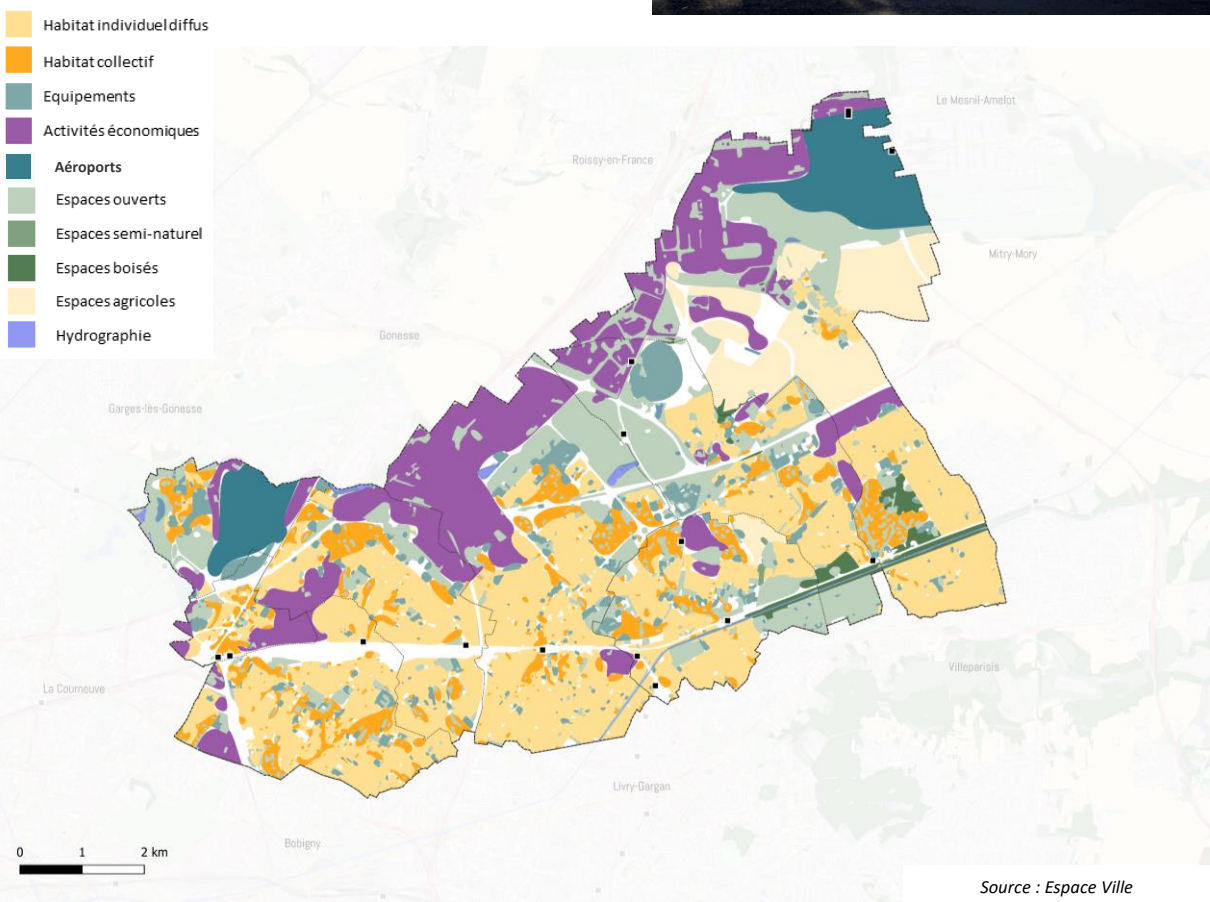 Habitat individuel diffus
Habitat collectif
Equipements
Activités économiques
Aéroports
Espaces ouverts
Espaces semi-naturel
Espaces boisés
Espaces agricoles
Hydrographie
Le Mesnil-Amelot
Roissy-en-France
Mitry-Mory
Gonesse
Garges-lès-Gonesse
Villeparisis
La Courneuve
Livry-Gargan
Bobigny
0 1 2 km
Source : Espace Ville